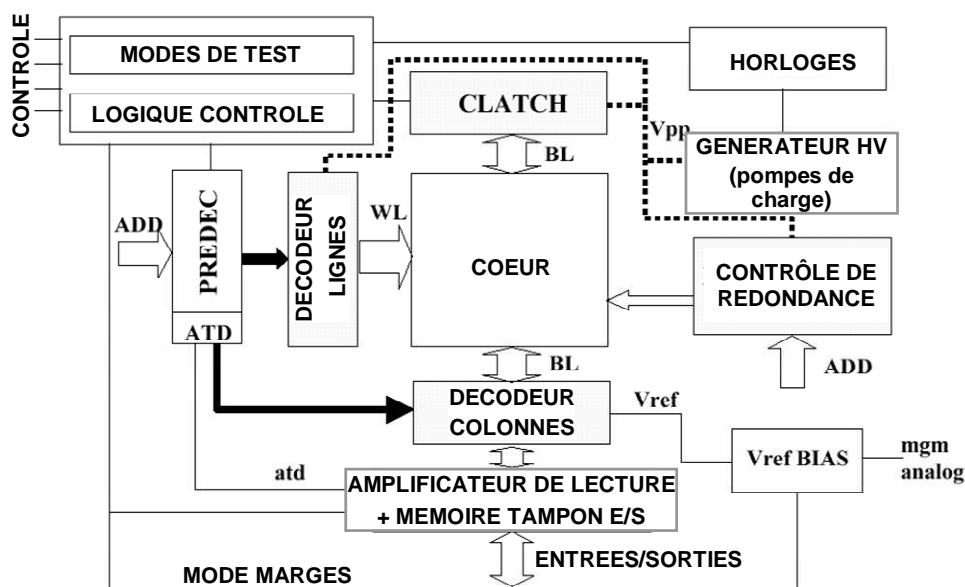 CONTROLE
MODES DE TEST
LOGIQUE CONTROLE
HORLOGES
CLATCH
Vpp
BL
GENERATEUR HV
(pompes de
charge)
ADD
PREDEC
ATD
DECODEUR
LIGNES
WL
COEUR
CONTRÔLE DE
REDONDANCE
ADD
BL
DECODEUR
COLONNES
Vref
Vref BIAS
mgm
analog
atd
AMPLIFICATEUR DE LECTURE
+ MEMOIRE TAMPON E/S
ENTREES/SORTIES
MODE MARGES